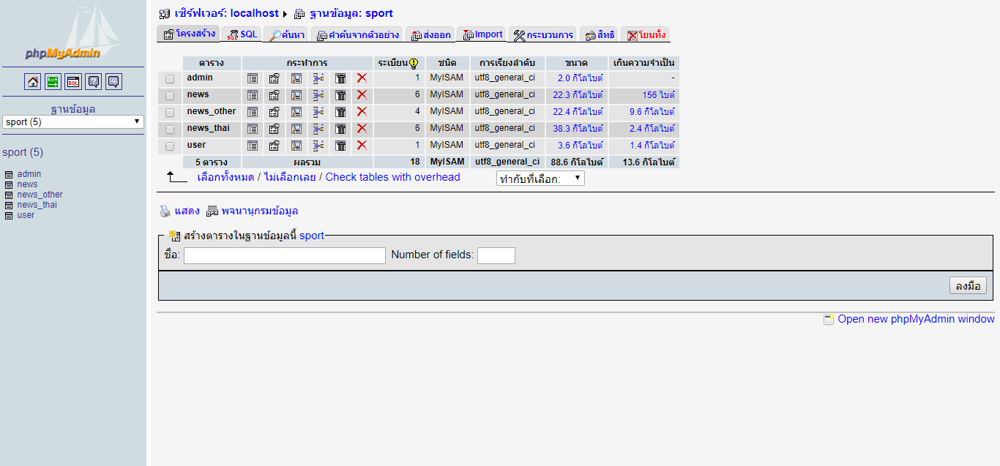 phpMyAdmin
ฐานข้อมูล
sport (5)
sport (5)
admin
news
news_other
news_thai
user
เซิร์ฟเวอร์: localhost ฐานข้อมูล: sport
โครงสร้าง SQL ค้นหา คำค้นจากตัวอย่าง ส่งออก Import กระบวนการ สิทธิ โยนทิ้ง
ตาราง กระทำการ ระเบียน ชนิด การเรียงลำดับ ขนาด เกินความจำเป็น
admin 1 MyISAM utf8_general_ci 2.0 กิโลไบต์ -
news 6 MyISAM utf8_general_ci 22.3 กิโลไบต์ 156 ไบต์
news_other 4 MyISAM utf8_general_ci 22.4 กิโลไบต์ 9.6 กิโลไบต์
news_thai 6 MyISAM utf8_general_ci 38.3 กิโลไบต์ 2.4 กิโลไบต์
user 1 MyISAM utf8_general_ci 3.6 กิโลไบต์ 1.4 กิโลไบต์
5 ตาราง ผลรวม 18 MyISAM utf8_general_ci 88.6 กิโลไบต์ 13.6 กิโลไบต์
เลือกทั้งหมด / ไม่เลือกเลย / Check tables with overhead ทำกับที่เลือก:
แสดง พจนานุกรมข้อมูล
สร้างตารางในฐานข้อมูลนี้ sport
ชื่อ: Number of fields:
ลงมือ
Open new phpMyAdmin window